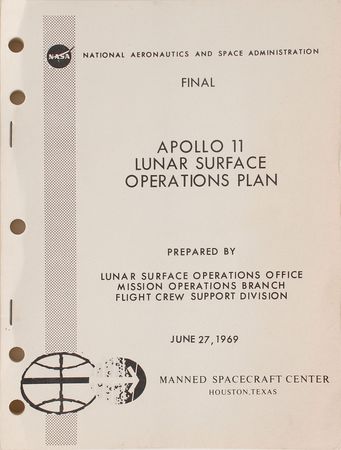 NASA
NATIONAL AERONAUTICS AND SPACE ADMINISTRATION
FINAL
APOLLO 11
LUNAR SURFACE
OPERATIONS PLAN
PREPARED BY
LUNAR SURFACE OPERATIONS OFFICE
MISSION OPERATIONS BRANCH
FLIGHT CREW SUPPORT DIVISION
JUNE 27, 1969
MANNED SPACECRAFT CENTER
HOUSTON, TEXAS